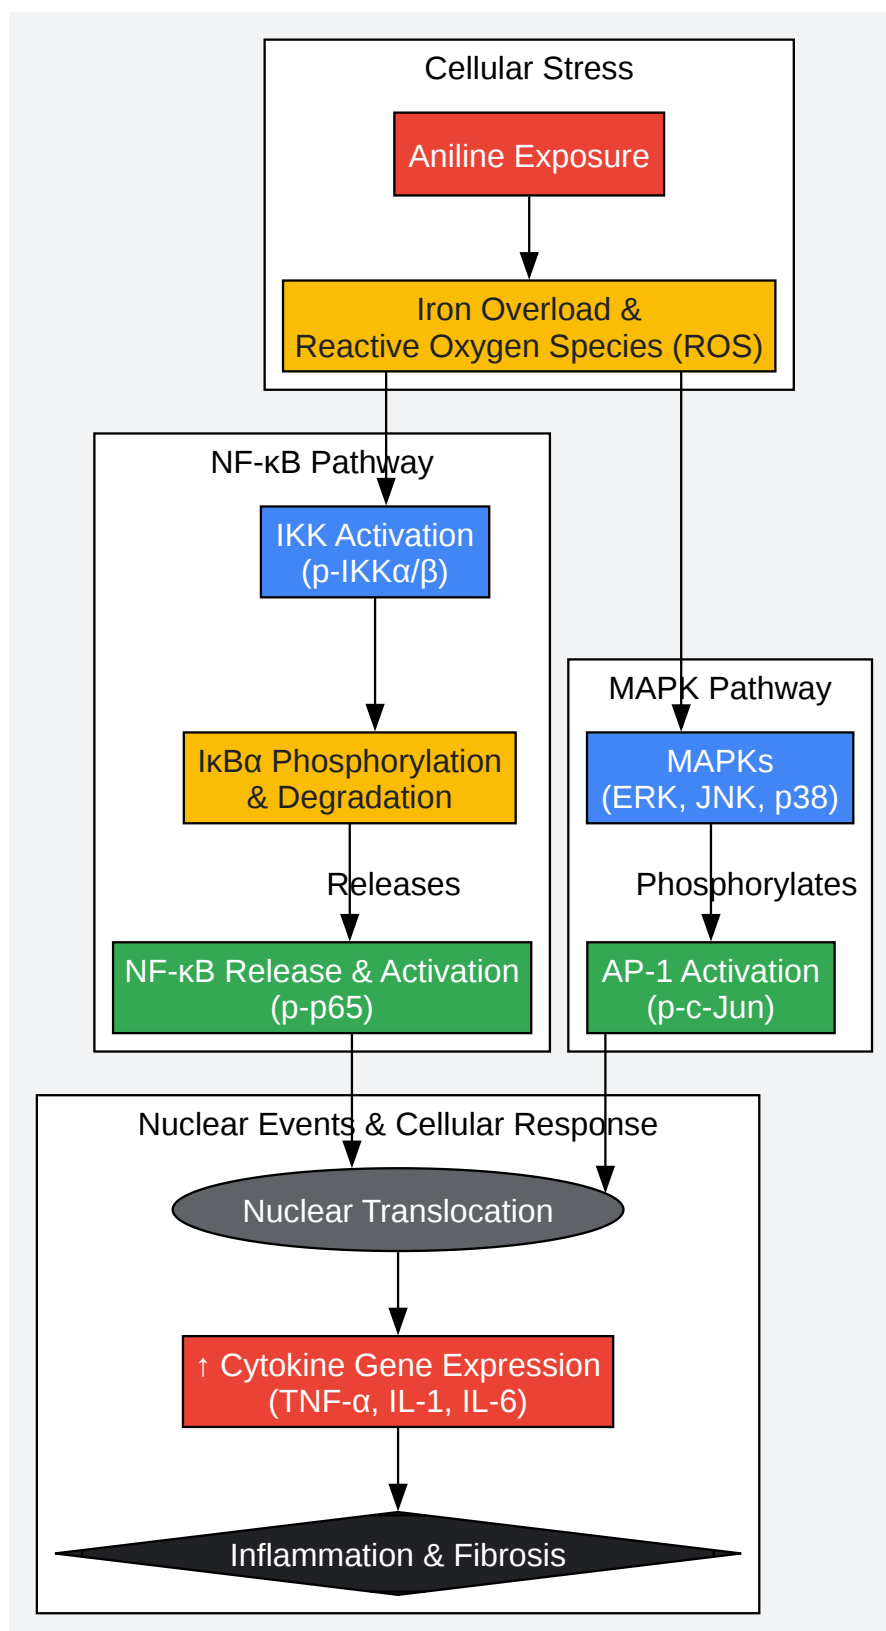 Cellular Stress
Aniline Exposure
Iron Overload &
Reactive Oxygen Species (ROS)
NF-κB Pathway
IKK Activation
(p-IKKα/β)
IκBα Phosphorylation
& Degradation
Releases
NF-κB Release & Activation
(p-p65)
MAPK Pathway
MAPKs
(ERK, JNK, p38)
Phosphorylates
AP-1 Activation
(p-c-Jun)
Nuclear Events & Cellular Response
Nuclear Translocation
↑ Cytokine Gene Expression
(TNF-α, IL-1, IL-6)
Inflammation & Fibrosis